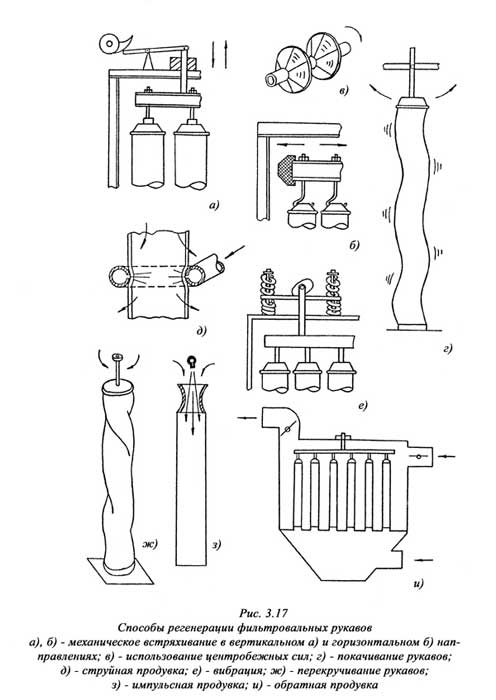 а)
в)
б)
г)
д)
е)
ж)
з)
и)
Рис. 3.17
Способы регенерации фильтровальных рукавов
а), б) - механическое встряхивание в вертикальном а) и горизонтальном б) нап-
равлениях; в) - использование центробежных сил; г) - покачивание рукавов;
д) - струйная продувка; е) - вибрация; ж) - перекручивание рукавов;
з) - импульсная продувка; и) - обратная продувка